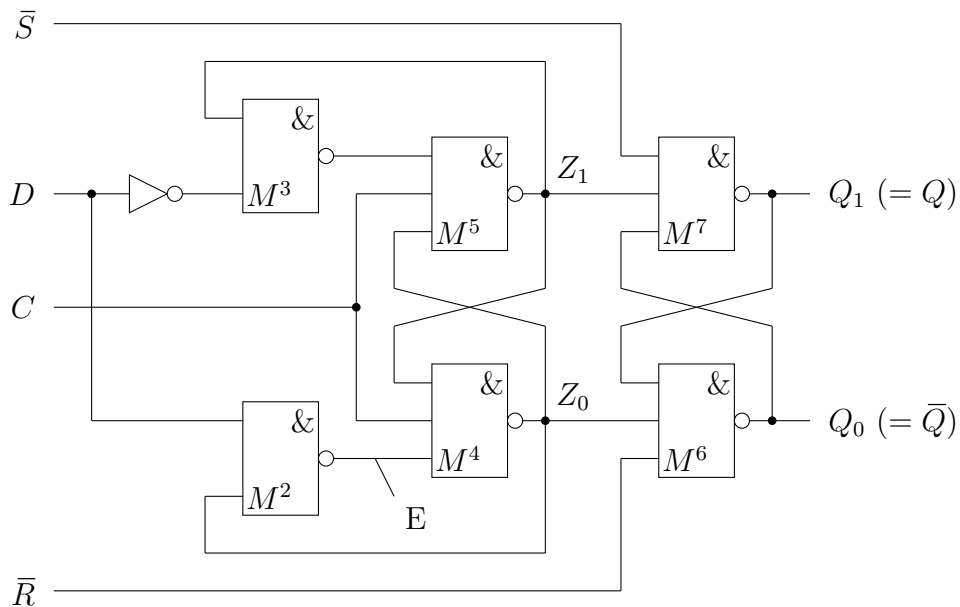 S̄
&
&
&
Z₁
D
M³
M⁵
M⁷
Q₁ (= Q)
C
&
&
&
Z₀
Q₀ (= Q̄)
M²
M⁴
M⁶
E
R̄